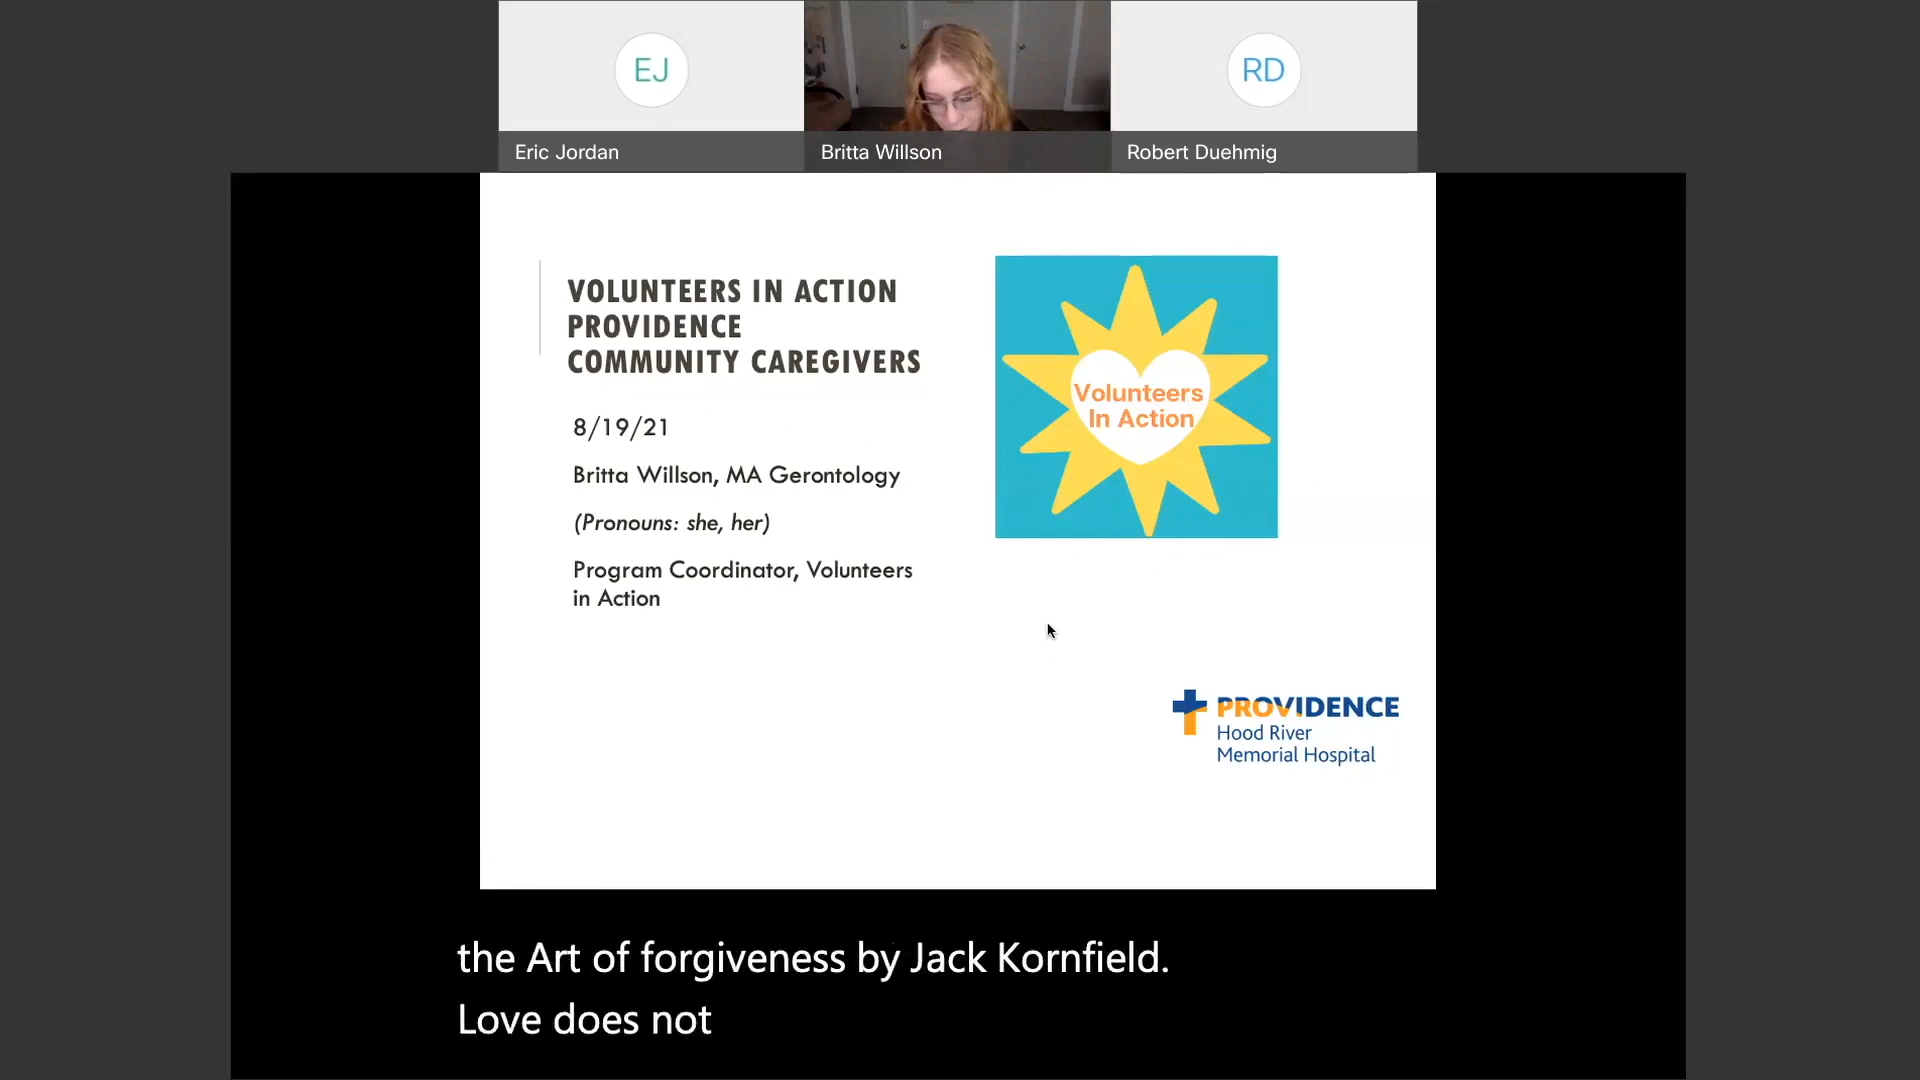 EJ
RD
Eric Jordan
Britta Willson
Robert Duehmig
VOLUNTEERS IN ACTION
PROVIDENCE
COMMUNITY CAREGIVERS
8/19/21
Britta Willson, MA Gerontology
(Pronouns: she, her)
Program Coordinator, Volunteers
in Action
Volunteers
In Action
PROVIDENCE
Hood River
Memorial Hospital
the Art of forgiveness by Jack Kornfield.
Love does not